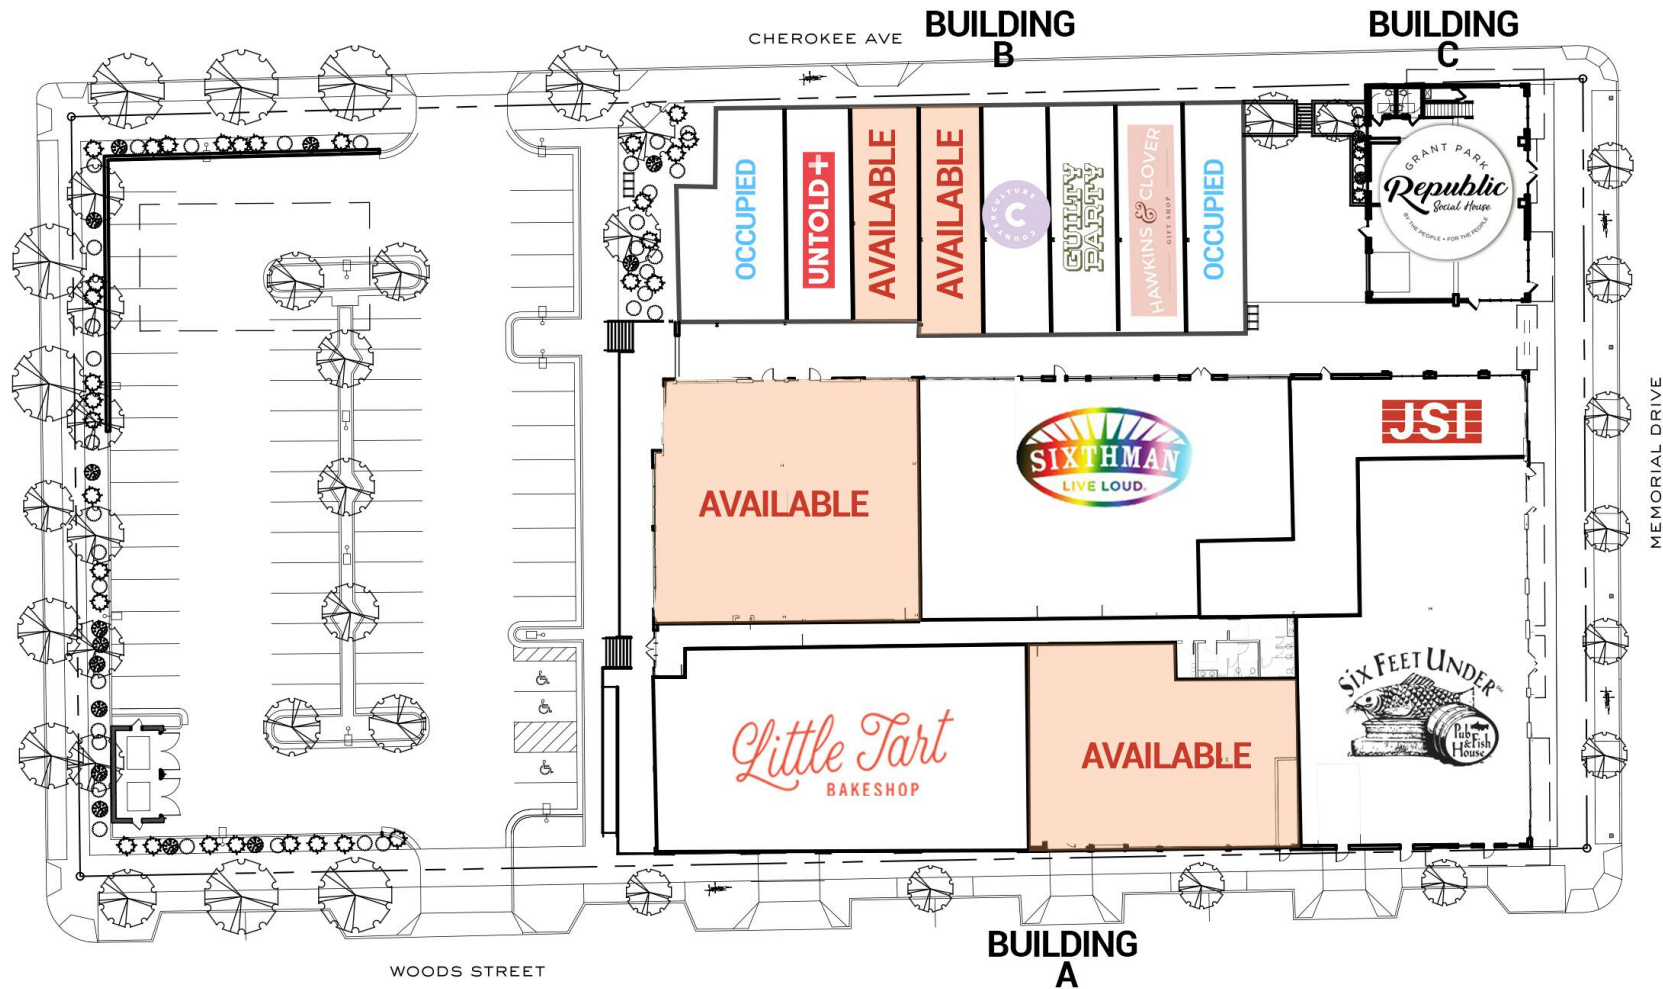 CHEROKEE AVE
BUILDING
B
BUILDING
C
OCCUPIED
UNTOLD+
AVAILABLE
AVAILABLE
COUNTERCULTURE
C
GUILTY
PARTY
HAWKINS & CLOVER
GIFT SHOP
OCCUPIED
GRANT PARK
Republic
Social House
BY THE PEOPLE • FOR THE PEOPLE
MEMORIAL DRIVE
AVAILABLE
SIXTHMAN
LIVE LOUD.
JSI
Little Tart
BAKESHOP
AVAILABLE
SIX FEET UNDER
Pub
& Fish
House
BUILDING
A
WOODS STREET